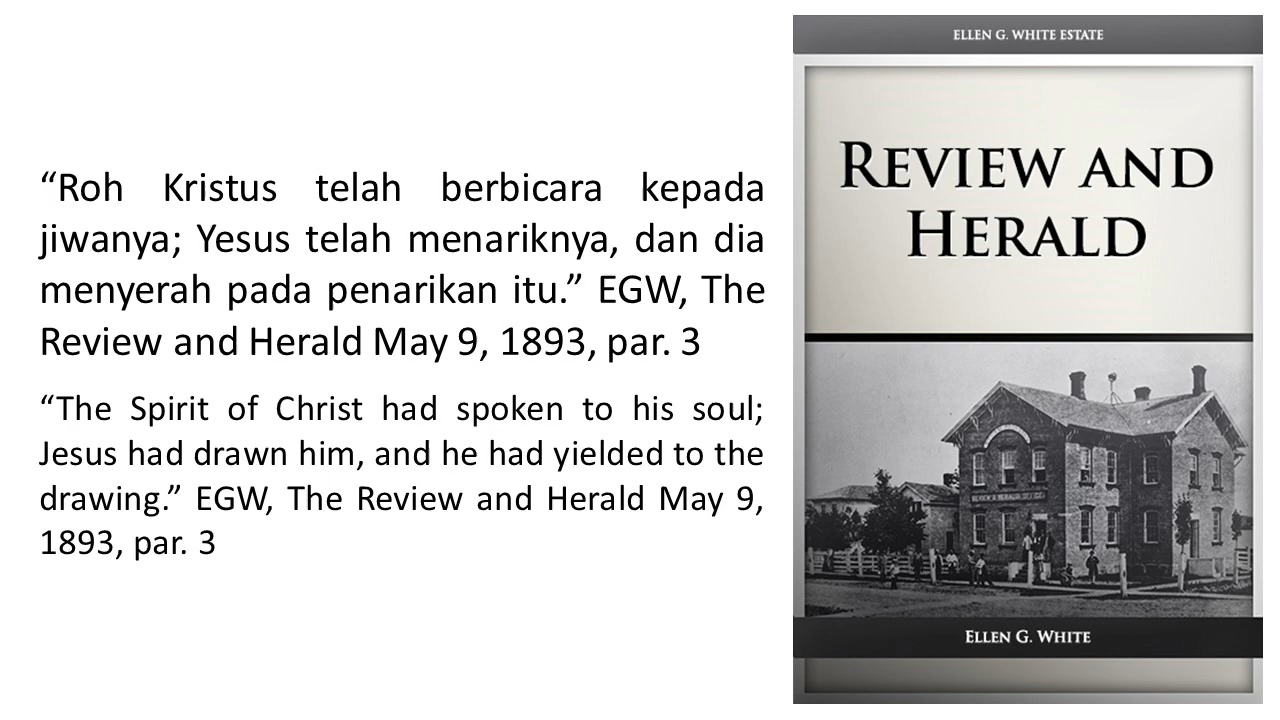 “Roh Kristus telah berbicara kepada
jiwanya; Yesus telah menariknya, dan dia
menyerah pada penarikan itu.” EGW, The
Review and Herald May 9, 1893, par. 3
“The Spirit of Christ had spoken to his soul;
Jesus had drawn him, and he had yielded to the
drawing.” EGW, The Review and Herald May 9,
1893, par. 3
ELLEN G. WHITE ESTATE
REVIEW AND
HERALD
REVIEW & HERALD OFFICE
ELLEN G. WHITE